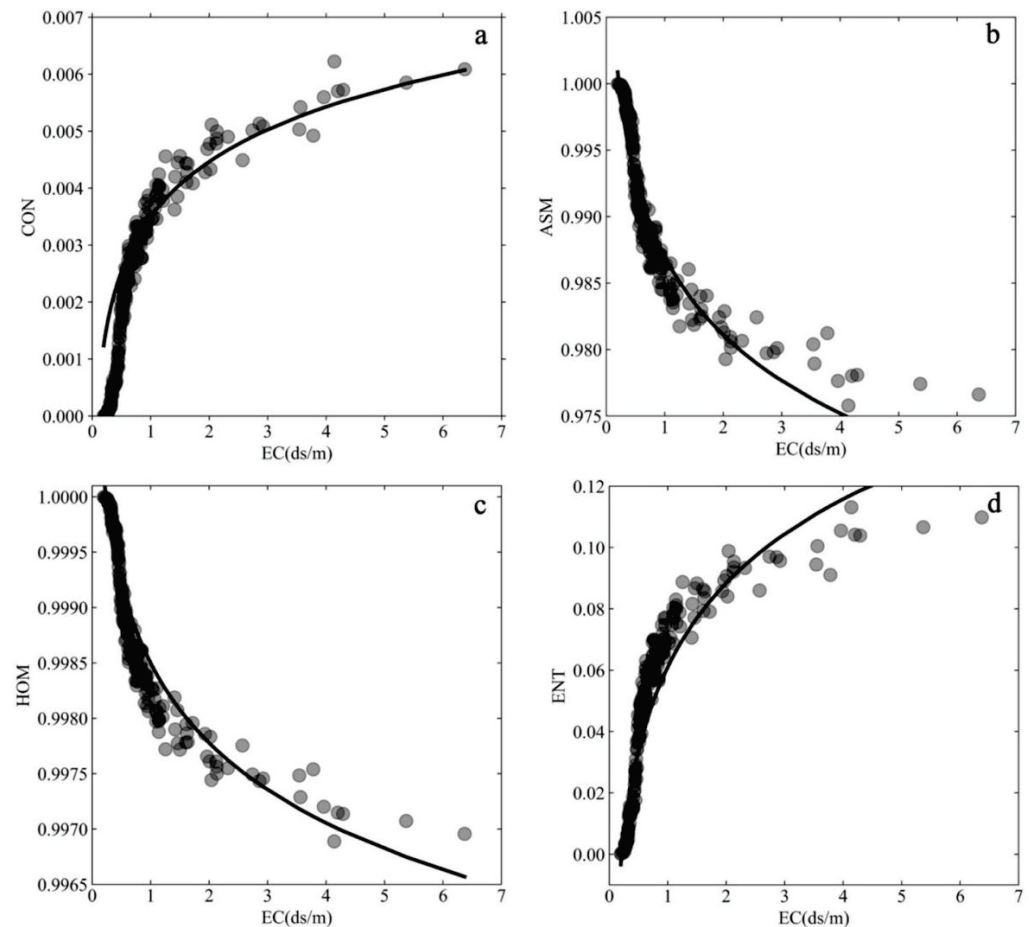 a
0.007
0.006
0.005
0.004
0.003
0.002
0.001
0.000
CON
0 1 2 3 4 5 6 7
EC(ds/m)
b
1.005
1.000
0.995
0.990
0.985
0.980
0.975
ASM
0 1 2 3 4 5 6 7
EC(ds/m)
c
1.0000
0.9995
0.9990
0.9985
0.9980
0.9975
0.9970
0.9965
HOM
0 1 2 3 4 5 6 7
EC(ds/m)
d
0.12
0.10
0.08
0.06
0.04
0.02
0.00
ENT
0 1 2 3 4 5 6 7
EC(ds/m)